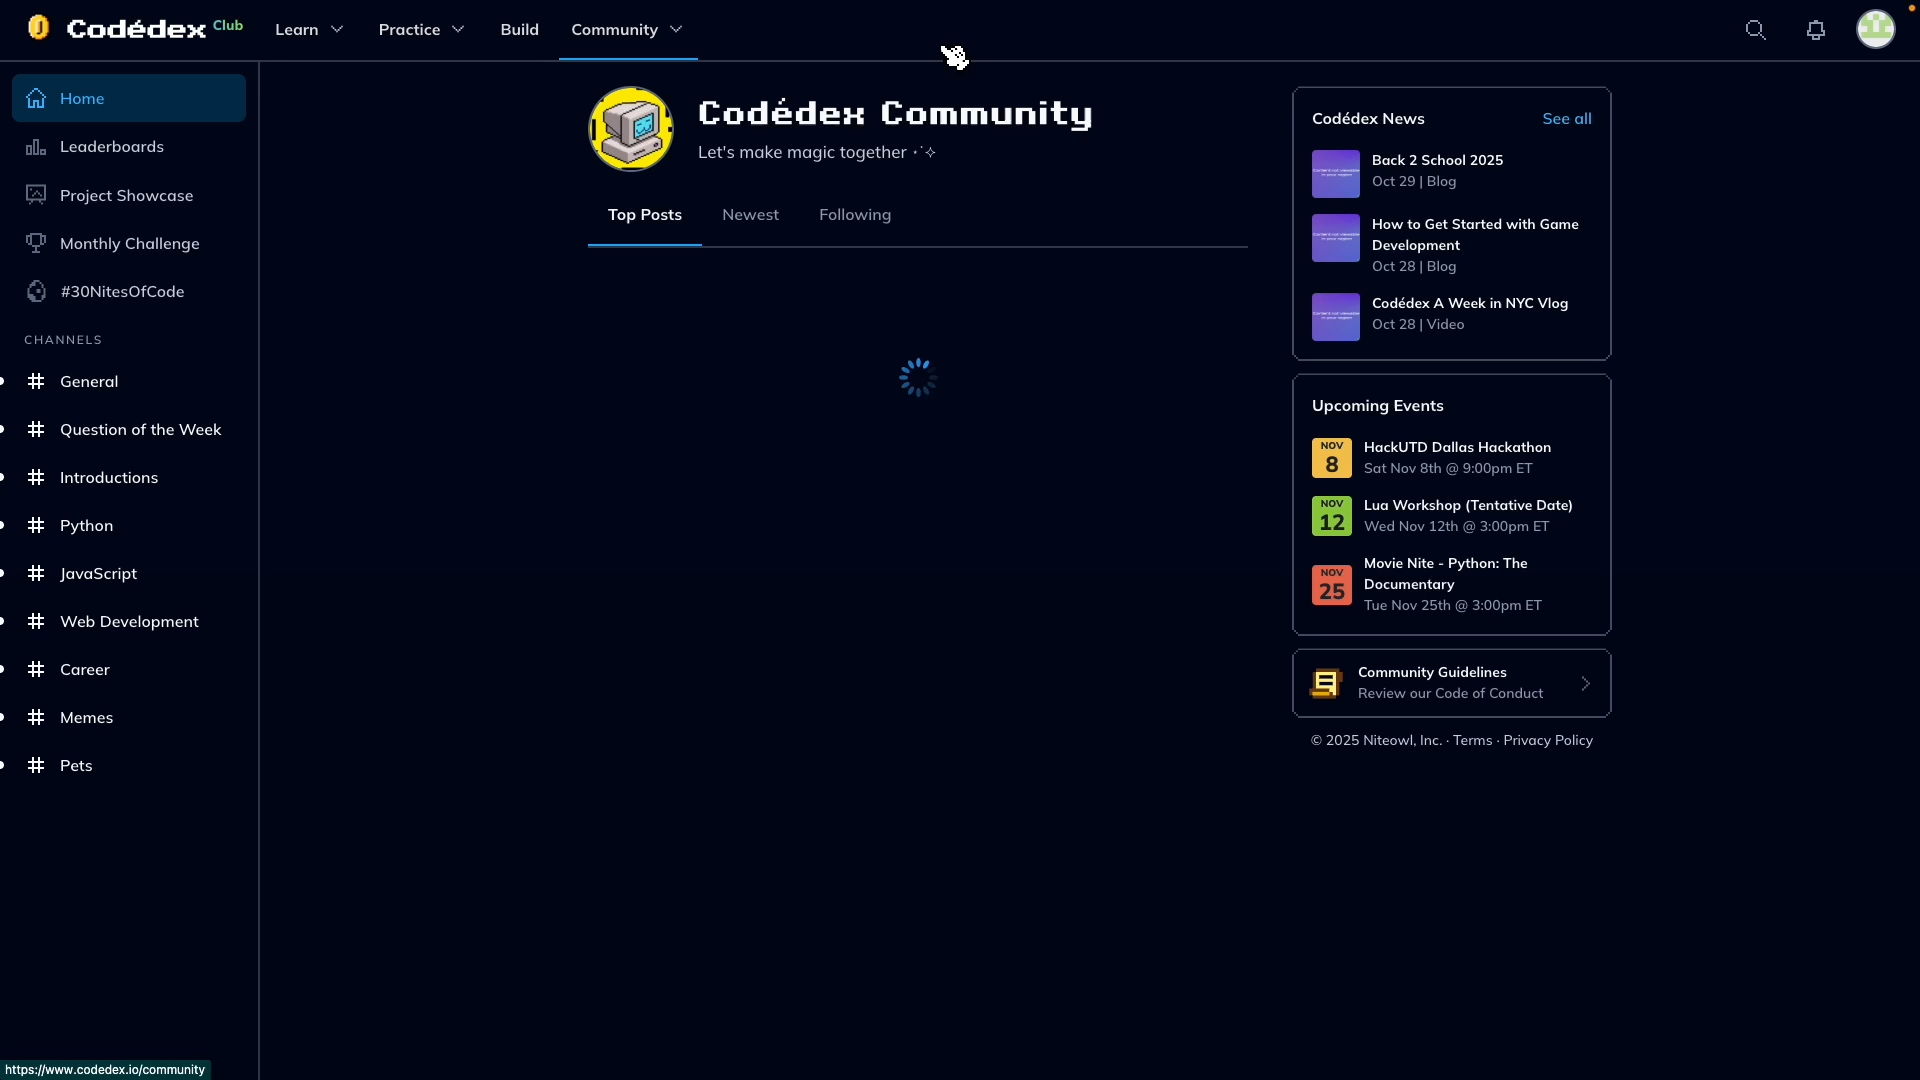 Codédex Club
Learn
Practice
Build
Community
Home
Leaderboards
Project Showcase
Monthly Challenge
#30NitesOfCode
CHANNELS
General
Question of the Week
Introductions
Python
JavaScript
Web Development
Career
Memes
Pets
https://www.codedex.io/community
Codédex Community
Let's make magic together
Top Posts
Newest
Following
Codédex News
See all
Back 2 School 2025
Oct 29 | Blog
How to Get Started with Game
Development
Oct 28 | Blog
Codédex A Week in NYC Vlog
Oct 28 | Video
Upcoming Events
NOV
8
HackUTD Dallas Hackathon
Sat Nov 8th @ 9:00pm ET
NOV
12
Lua Workshop (Tentative Date)
Wed Nov 12th @ 3:00pm ET
NOV
25
Movie Nite - Python: The
Documentary
Tue Nov 25th @ 3:00pm ET
Community Guidelines
Review our Code of Conduct
© 2025 Niteowl, Inc. · Terms · Privacy Policy